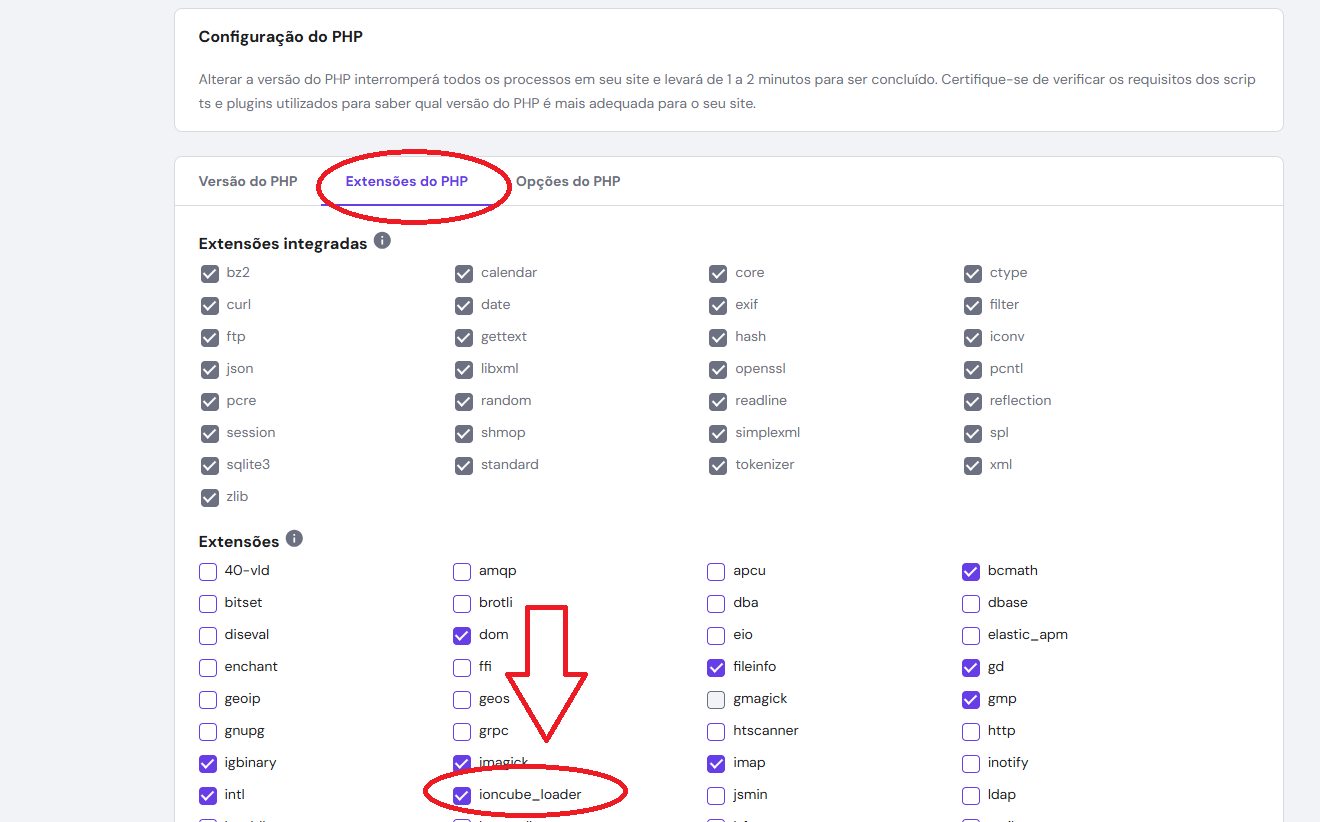 Configuração do PHP
Alterar a versão do PHP interromperá todos os processos em seu site e levará de 1 a 2 minutos para ser concluído. Certifique-se de verificar os requisitos dos scrip
ts e plugins utilizados para saber qual versão do PHP é mais adequada para o seu site.
Versão do PHP Extensões do PHP Opções do PHP
Extensões integradas
bz2 calendar core ctype
curl date exif filter
ftp gettext hash iconv
json libxml openssl pcntl
pcre random readline reflection
session shmop simplexml spl
sqlite3 standard tokenizer xml
zlib
Extensões
40-vld amqp apcu bcmath
bitset brotli dba dbase
diseval dom eio elastic_apm
enchant ffi fileinfo gd
geoip geos gmagick gmp
gnupg grpc htscanner http
igbinary imagick imap inotify
intl ioncube_loader jsmin ldap